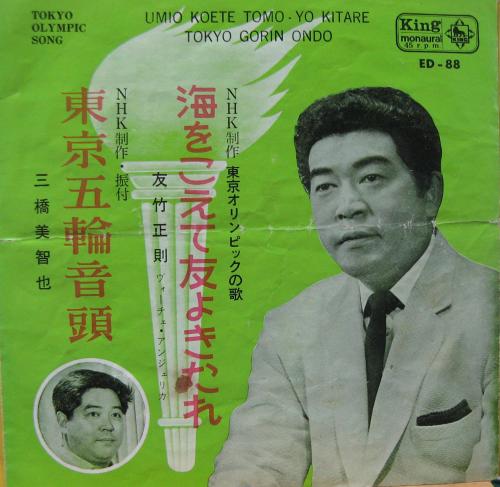 TOKYO
OLYMPIC
SONG
UMIO KOETE TOMO-YO KITARE
TOKYO GORIN ONDO
King
monaural
45 r.p.m.
KING
ED-88
NHK制作 東京オリンピックの歌
海をこえて友よきたれ
友竹正則
ヴィーチェ・アンジェリカ
NHK制作・振付
東京五輪音頭
三橋美智也